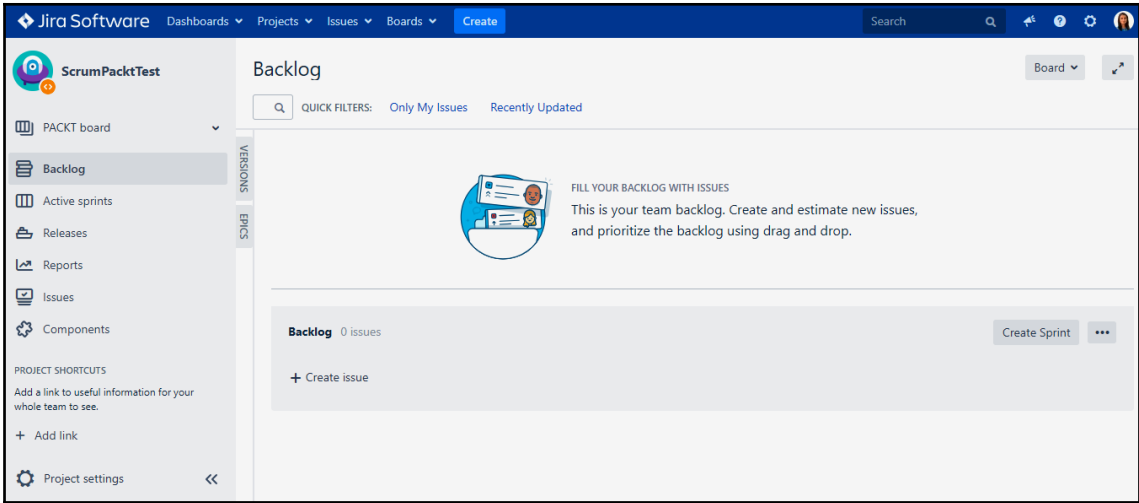 Jira Software Dashboards Projects Issues Boards Create Search
ScrumPacktTest
PACKT board
Backlog
Active sprints
Releases
Reports
Issues
Components
PROJECT SHORTCUTS
Add a link to useful information for your
whole team to see.
+ Add link
Project settings
Backlog
Board
QUICK FILTERS: Only My Issues Recently Updated
VERSIONS
EPICS
FILL YOUR BACKLOG WITH ISSUES
This is your team backlog. Create and estimate new issues,
and prioritize the backlog using drag and drop.
Backlog 0 issues
Create Sprint
+ Create issue